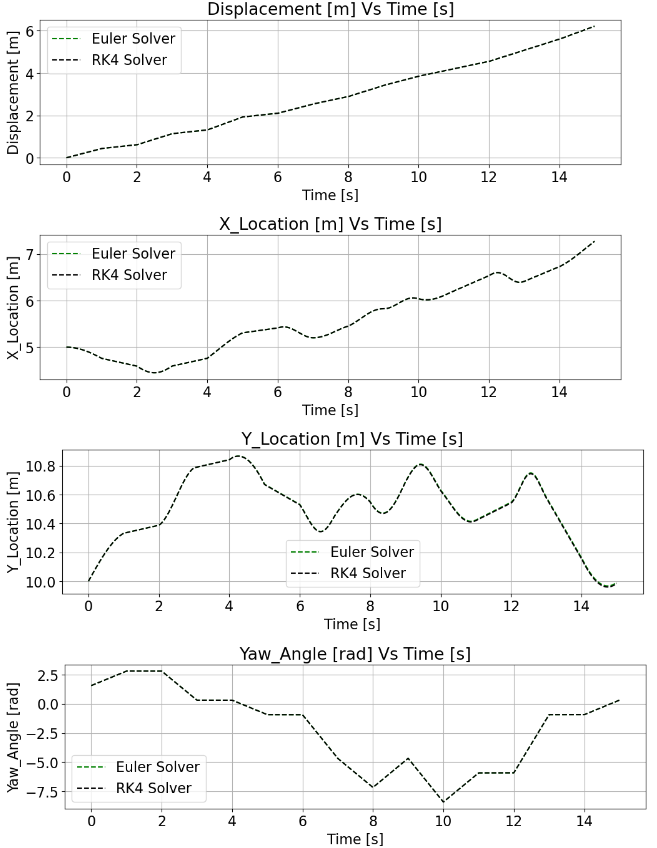 Displacement [m] Vs Time [s]
Displacement [m]
6
4
2
0
Euler Solver
RK4 Solver
0 2 4 6 8 10 12 14
Time [s]
X_Location [m] Vs Time [s]
X_Location [m]
7
6
5
Euler Solver
RK4 Solver
0 2 4 6 8 10 12 14
Time [s]
Y_Location [m] Vs Time [s]
Y_Location [m]
10.8
10.6
10.4
10.2
10.0
Euler Solver
RK4 Solver
0 2 4 6 8 10 12 14
Time [s]
Yaw_Angle [rad] Vs Time [s]
Yaw_Angle [rad]
2.5
0.0
−2.5
−5.0
−7.5
Euler Solver
RK4 Solver
0 2 4 6 8 10 12 14
Time [s]